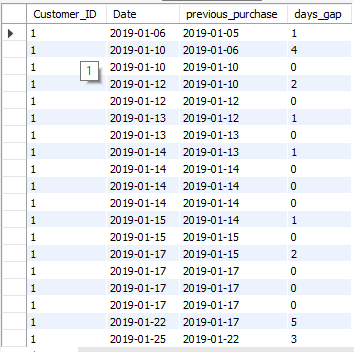 Customer_ID Date previous_purchase days_gap
1 2019-01-06 2019-01-05 1
1 2019-01-10 2019-01-06 4
1 2019-01-10 2019-01-10 0
1
1 2019-01-12 2019-01-10 2
1 2019-01-12 2019-01-12 0
1 2019-01-13 2019-01-12 1
1 2019-01-13 2019-01-13 0
1 2019-01-14 2019-01-13 1
1 2019-01-14 2019-01-14 0
1 2019-01-14 2019-01-14 0
1 2019-01-14 2019-01-14 0
1 2019-01-15 2019-01-14 1
1 2019-01-15 2019-01-15 0
1 2019-01-17 2019-01-15 2
1 2019-01-17 2019-01-17 0
1 2019-01-17 2019-01-17 0
1 2019-01-17 2019-01-17 0
1 2019-01-22 2019-01-17 5
1 2019-01-25 2019-01-22 3